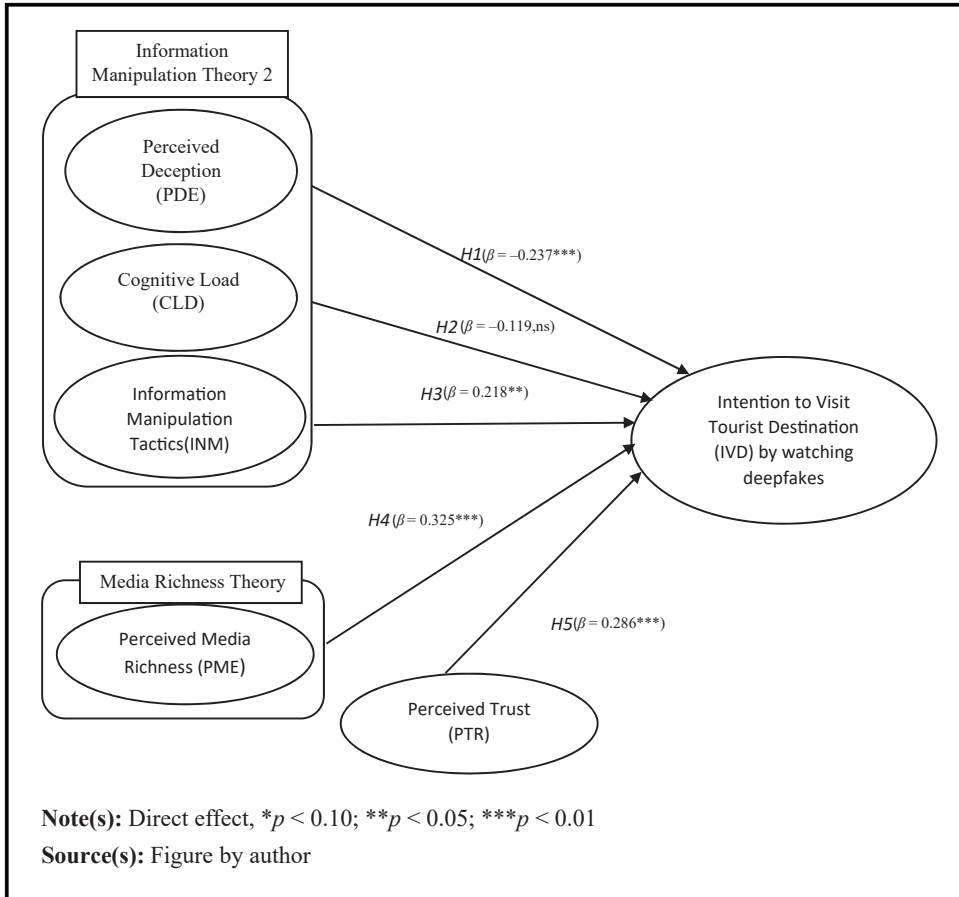 Information
Manipulation Theory 2
Perceived
Deception
(PDE)
H1(β = –0.237***)
Cognitive Load
(CLD)
H2(β = –0.119,ns)
Information
Manipulation
Tactics(INM)
H3(β = 0.218**)
Intention to Visit
Tourist Destination
(IVD) by watching
deepfakes
H4(β = 0.325***)
Media Richness Theory
Perceived Media
Richness (PME)
H5(β = 0.286***)
Perceived Trust
(PTR)
Note(s): Direct effect, *p < 0.10; **p < 0.05; ***p < 0.01
Source(s): Figure by author